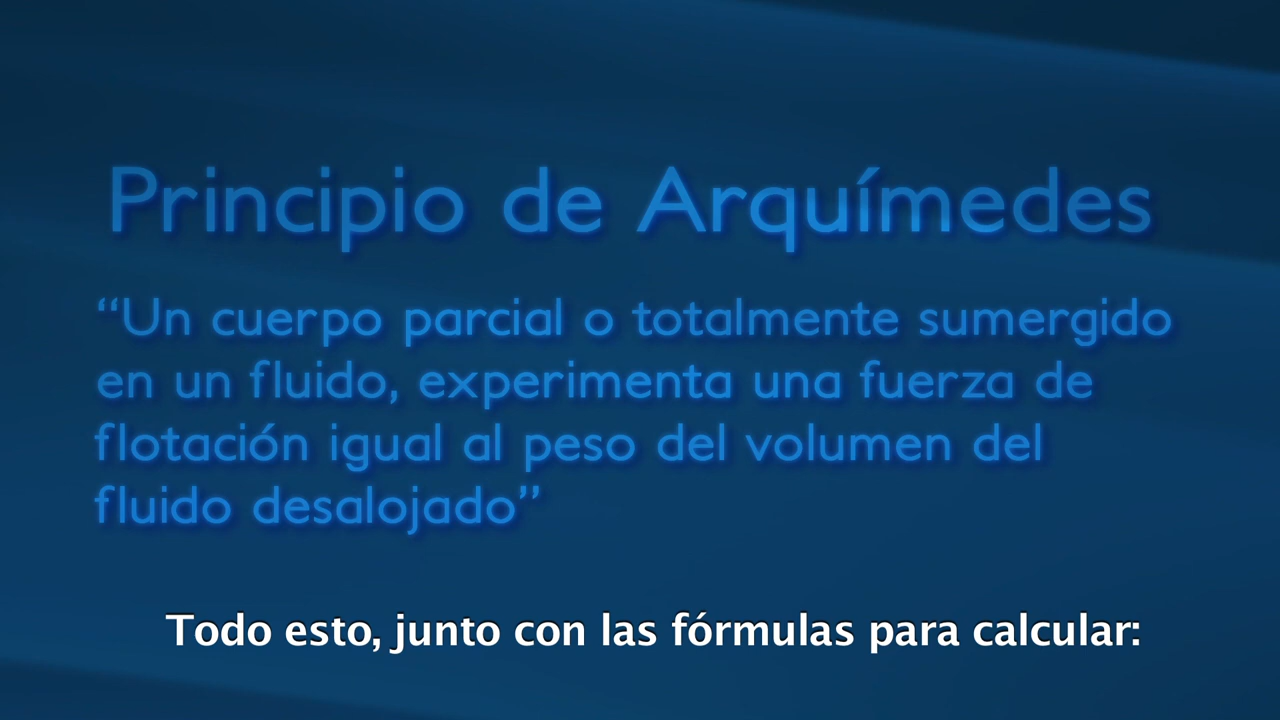 Principio de Arquímedes
“Un cuerpo parcial o totalmente sumergido
en un fluido, experimenta una fuerza de
flotación igual al peso del volumen del
fluido desalojado”
Todo esto, junto con las fórmulas para calcular: